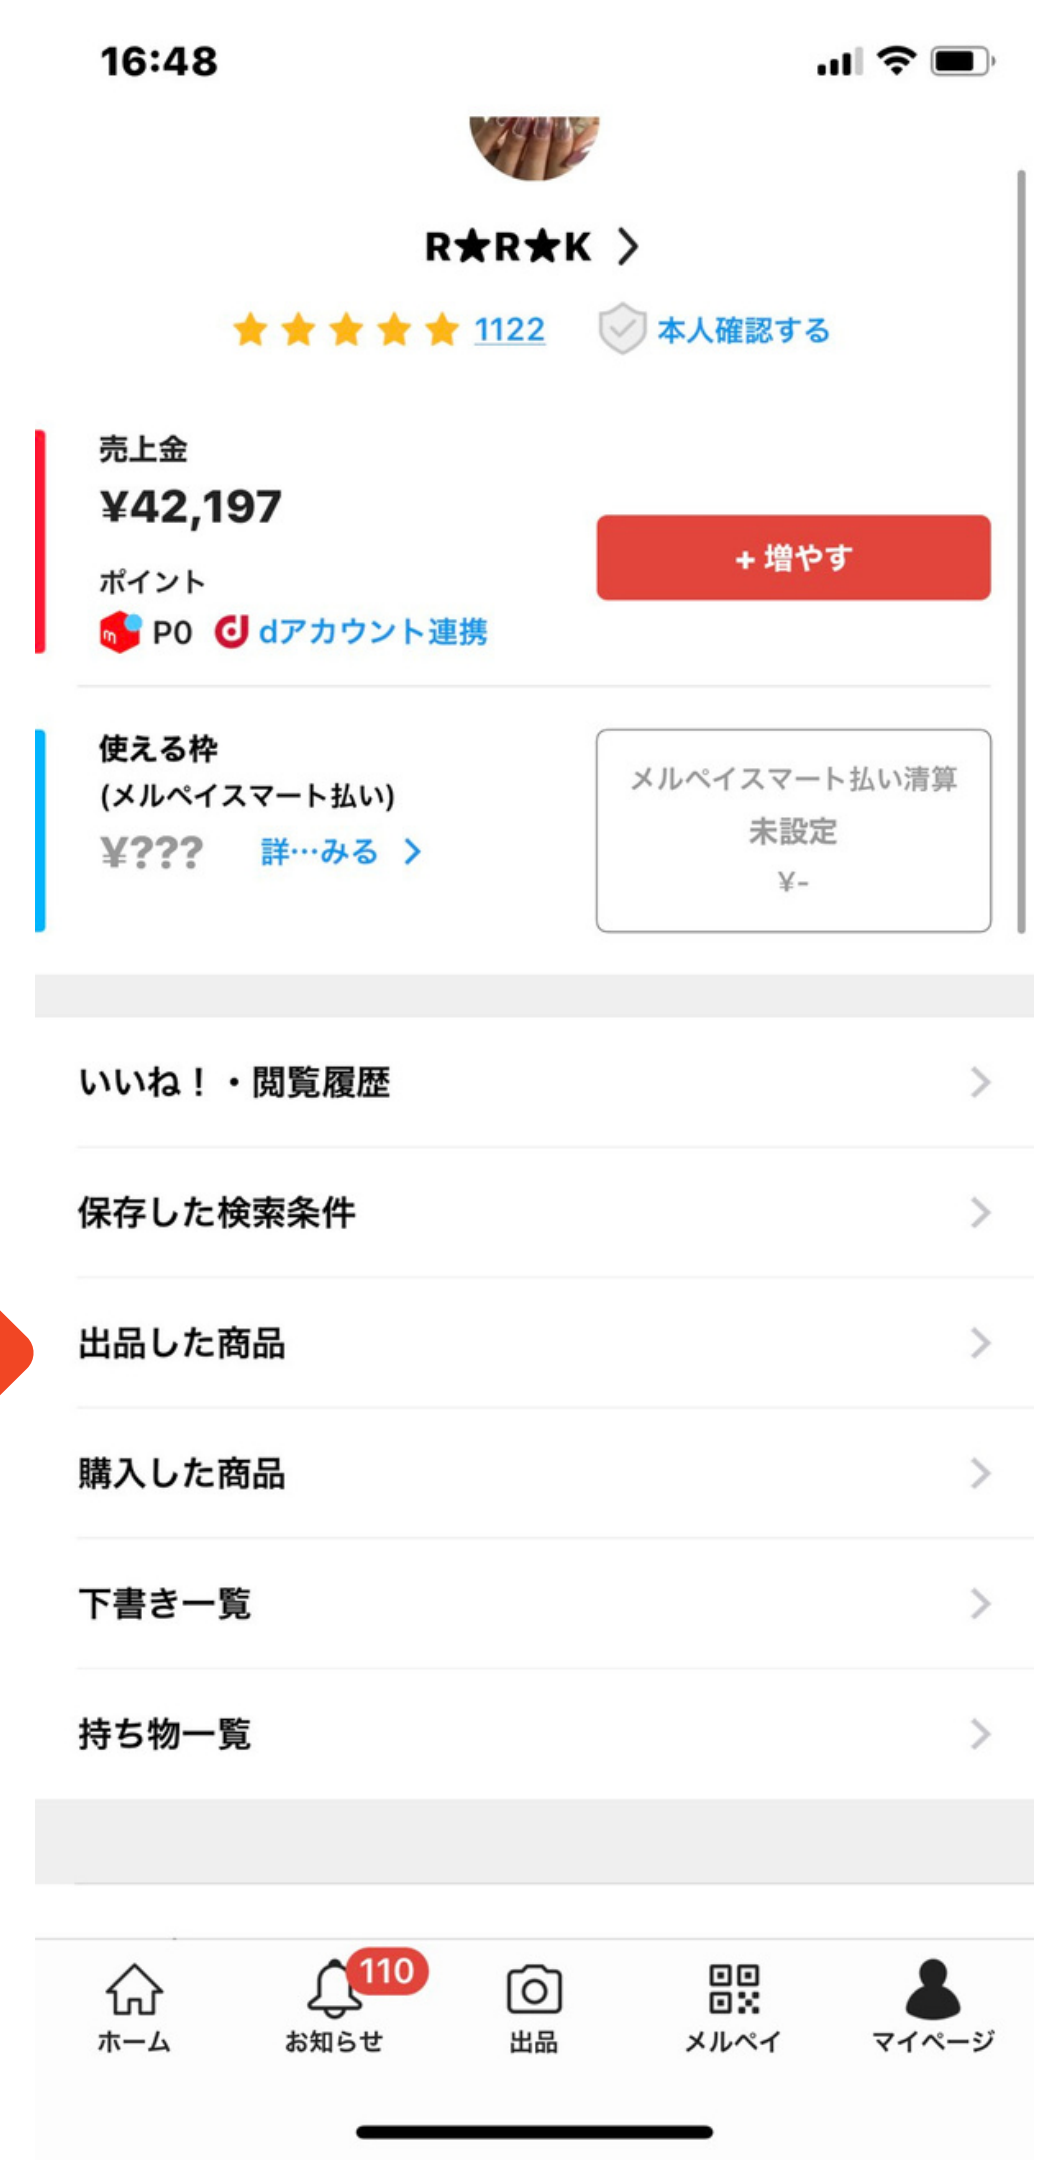 16:48
R★R★K
1122 本人確認する
売上金
¥42,197
+ 増やす
ポイント
m P0 d dアカウント連携
使える枠
(メルペイスマート払い)
¥??? 詳…みる
メルペイスマート払い清算
未設定
¥-
いいね！・閲覧履歴
保存した検索条件
出品した商品
購入した商品
下書き一覧
持ち物一覧
110
ホーム お知らせ 出品 メルペイ マイページ